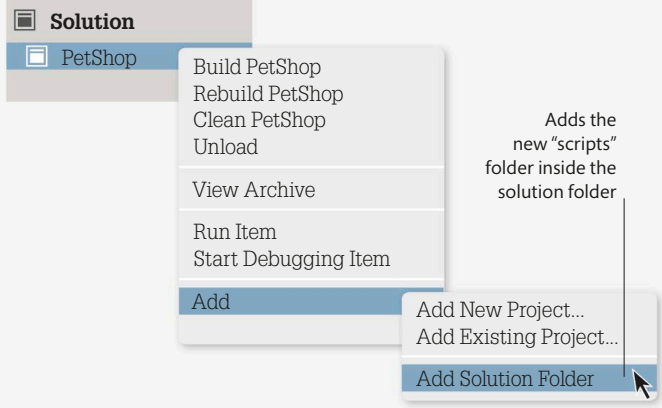 Solution
PetShop
Build PetShop
Rebuild PetShop
Clean PetShop
Unload
View Archive
Run Item
Start Debugging Item
Add
Add New Project...
Add Existing Project...
Add Solution Folder
Adds the
new “scripts”
folder inside the
solution folder